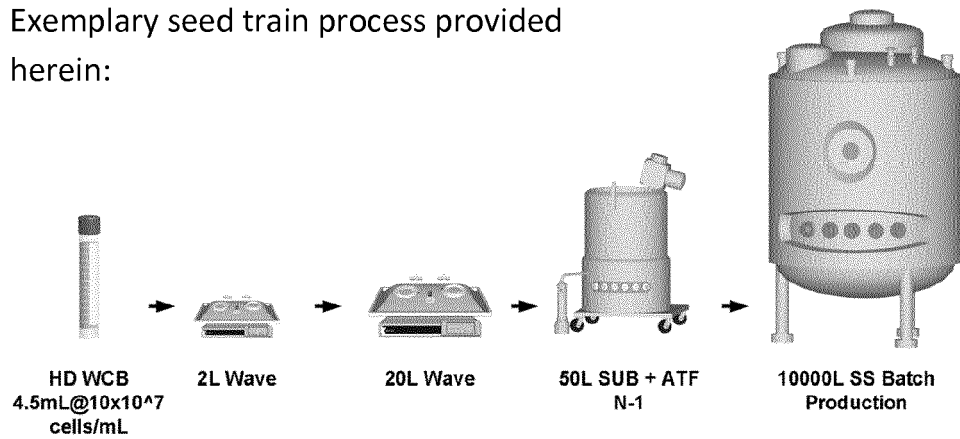 Exemplary seed train process provided
herein:
HD WCB
4.5mL@10x10^7
cells/mL
2L Wave
20L Wave
50L SUB + ATF
N-1
10000L SS Batch
Production